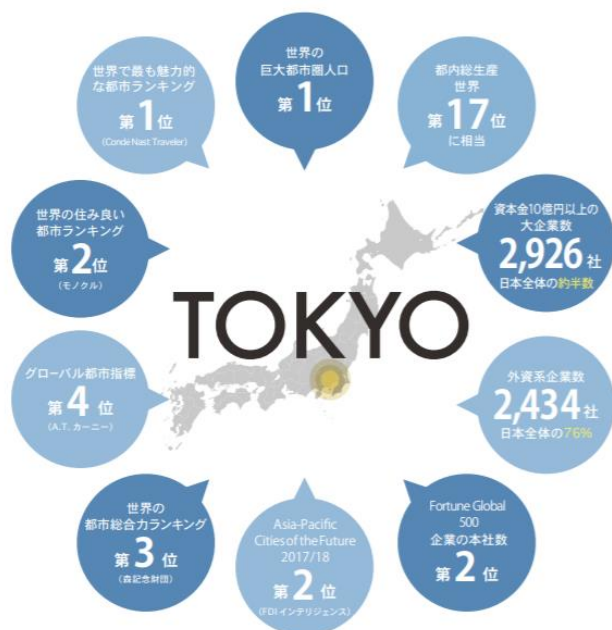 世界の
巨大都市圏人口
第1位
都内総生産
世界
第17位
に相当
資本金10億円以上の
大企業数
2,926社
日本全体の約半数
外資系企業数
2,434社
日本全体の76%
Fortune Global
500
企業の本社数
第2位
Asia-Pacific
Cities of the Future
2017/18
第2位
(FDI インテリジェンス)
世界の
都市総合力ランキング
第3位
(森記念財団)
グローバル都市指標
第4位
(A.T. カーニー)
世界の住み良い
都市ランキング
第2位
(モノクル)
世界で最も魅力的
な都市ランキング
第1位
(Conde Nast Traveler)
TOKYO